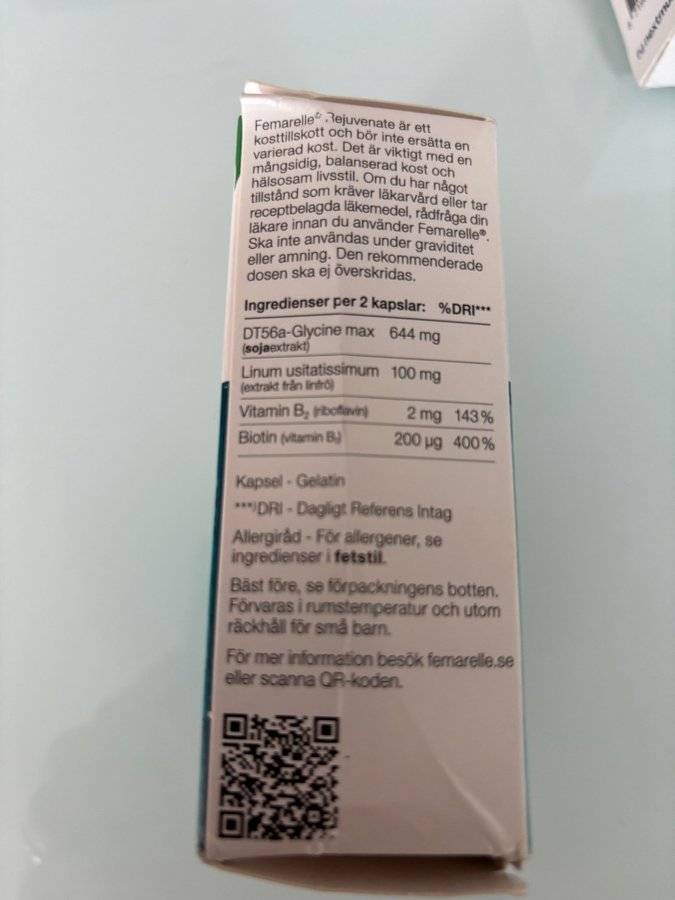 Femarelle® Rejuvenate är ett
kosttillskott och bör inte ersätta en
varierad kost. Det är viktigt med en
mångsidig, balanserad kost och
hälsosam livsstil. Om du har något
tillstånd som kräver läkarvård eller tar
receptbelagda läkemedel, rådfråga din
läkare innan du använder Femarelle®.
Ska inte användas under graviditet
eller amning. Den rekommenderade
dosen ska ej överskridas.
Ingredienser per 2 kapslar: %DRI***
DT56a-Glycine max 644 mg
(sojaextrakt)
Linum usitatissimum 100 mg
(extrakt från linfrö)
Vitamin B₂ (riboflavin) 2 mg 143%
Biotin (vitamin B₇) 200 µg 400%
Kapsel - Gelatin
***)DRI - Dagligt Referens Intag
Allergiråd - För allergener, se
ingredienser i fetstil.
Bäst före, se förpackningens botten.
Förvaras i rumstemperatur och utom
räckhåll för små barn.
För mer information besök femarelle.se
eller scanna QR-koden.